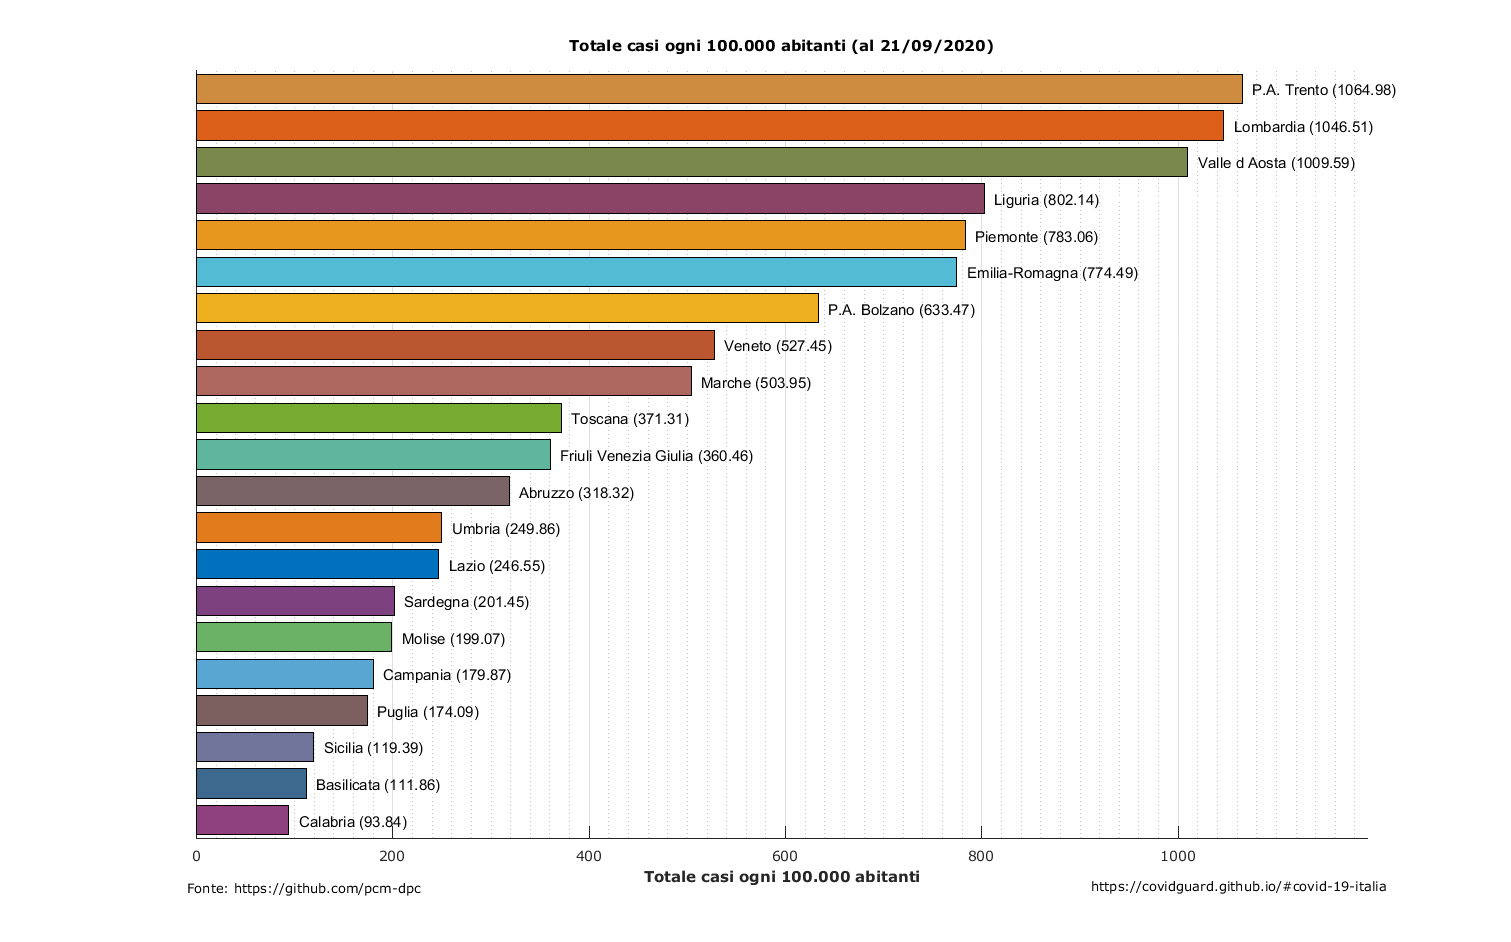 Totale casi ogni 100.000 abitanti (al 21/09/2020)
P.A. Trento (1064.98)
Lombardia (1046.51)
Valle d Aosta (1009.59)
Liguria (802.14)
Piemonte (783.06)
Emilia-Romagna (774.49)
P.A. Bolzano (633.47)
Veneto (527.45)
Marche (503.95)
Toscana (371.31)
Friuli Venezia Giulia (360.46)
Abruzzo (318.32)
Umbria (249.86)
Lazio (246.55)
Sardegna (201.45)
Molise (199.07)
Campania (179.87)
Puglia (174.09)
Sicilia (119.39)
Basilicata (111.86)
Calabria (93.84)
0 200 400 600 800 1000
Totale casi ogni 100.000 abitanti
Fonte: https://github.com/pcm-dpc
https://covidguard.github.io/#covid-19-italia